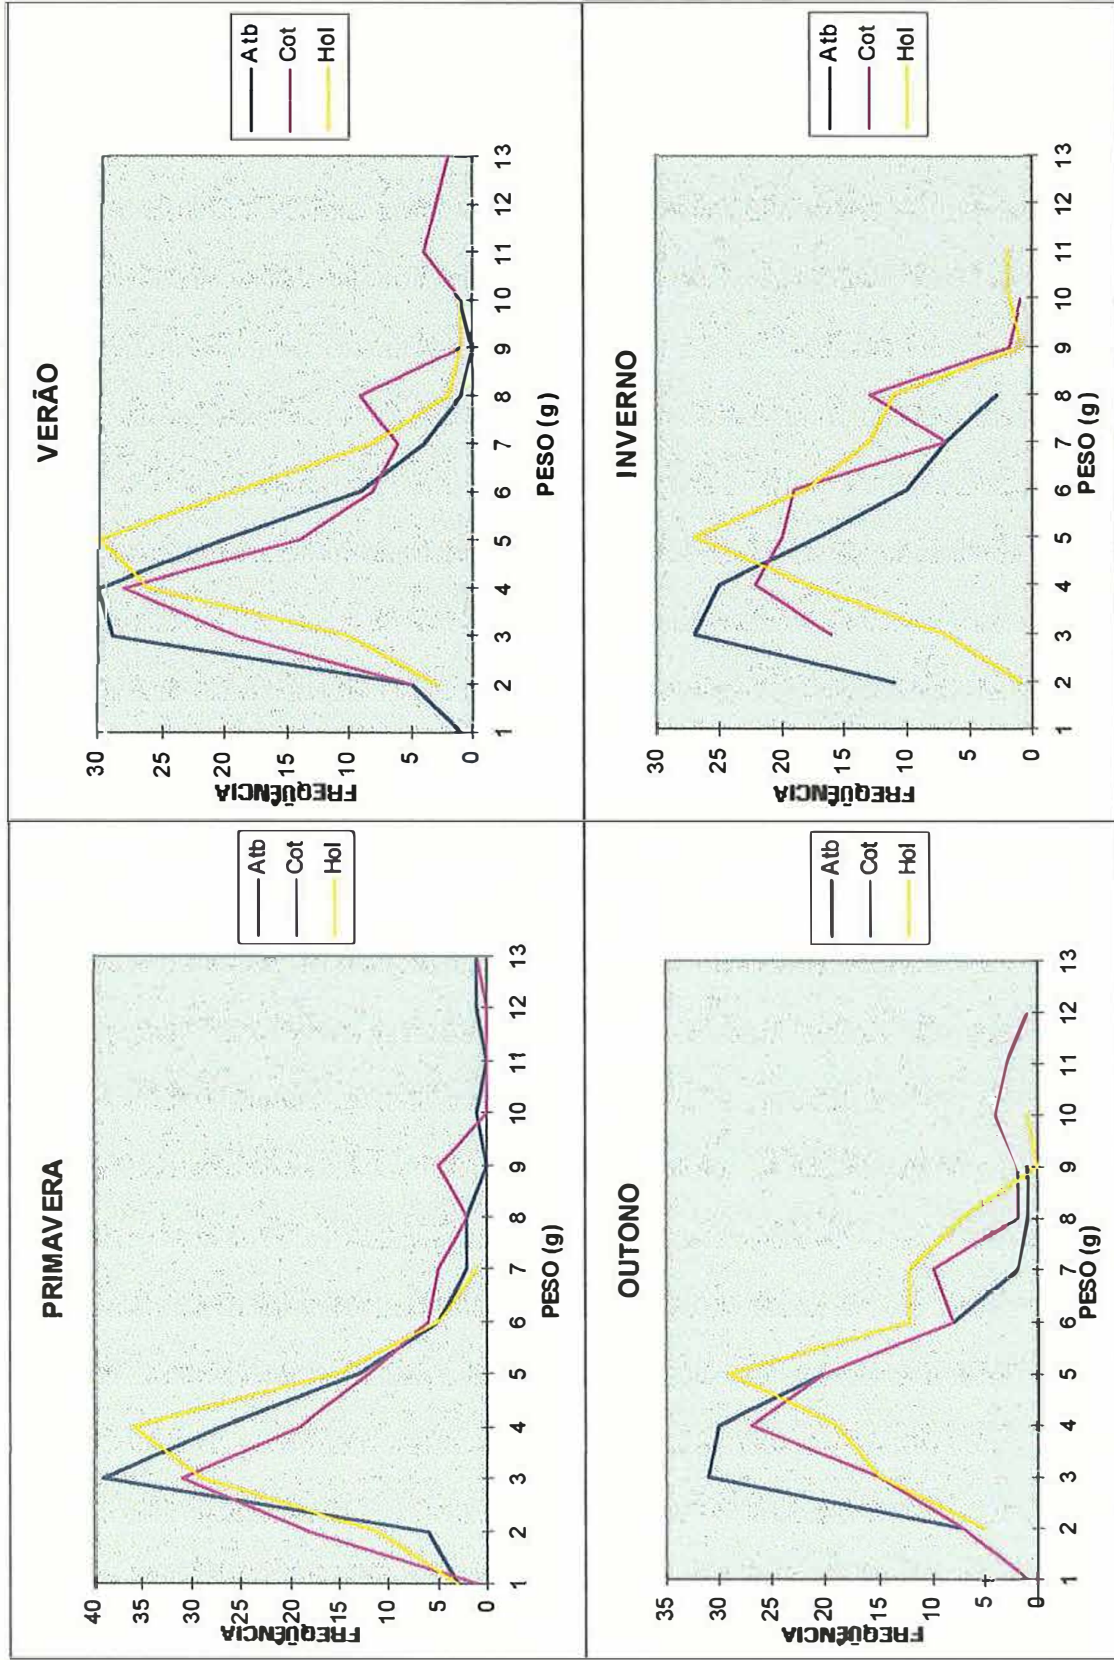 PRIMAVERA
FREQÜÊNCIA
40
35
30
25
20
15
10
5
0
1 2 3 4 5 6 7 8 9 10 11 12 13
PESO (g)
Atb
Cot
Hol
VERÃO
FREQÜÊNCIA
30
25
20
15
10
5
0
1 2 3 4 5 6 7 8 9 10 11 12 13
PESO (g)
Atb
Cot
Hol
OUTONO
FREQÜÊNCIA
35
30
25
20
15
10
5
0
1 2 3 4 5 6 7 8 9 10 11 12 13
PESO (g)
Atb
Cot
Hol
INVERNO
FREQÜÊNCIA
30
25
20
15
10
5
0
1 2 3 4 5 6 7 8 9 10 11 12 13
PESO (g)
Atb
Cot
Hol